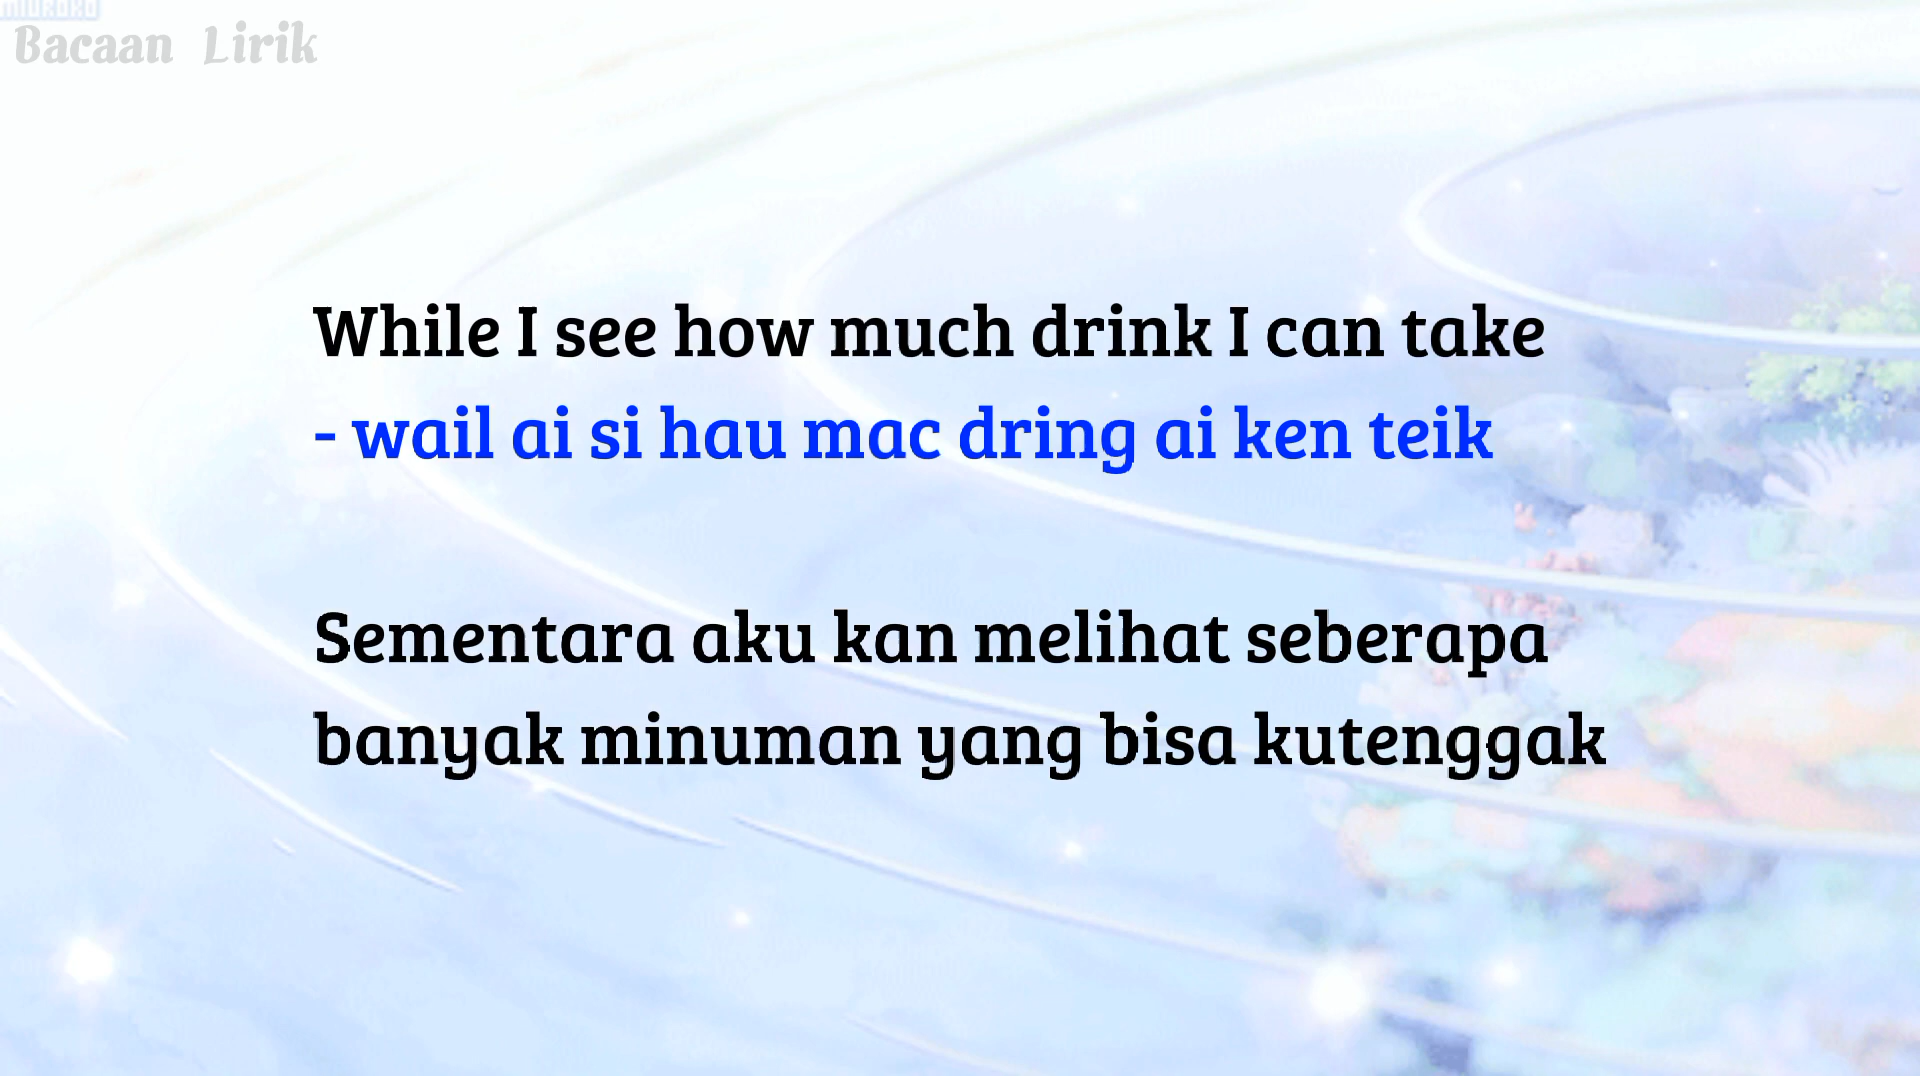 MIUROKO
Bacaan Lirik
While I see how much drink I can take
- wail ai si hau mac dring ai ken teik
Sementara aku kan melihat seberapa
banyak minuman yang bisa kutenggak